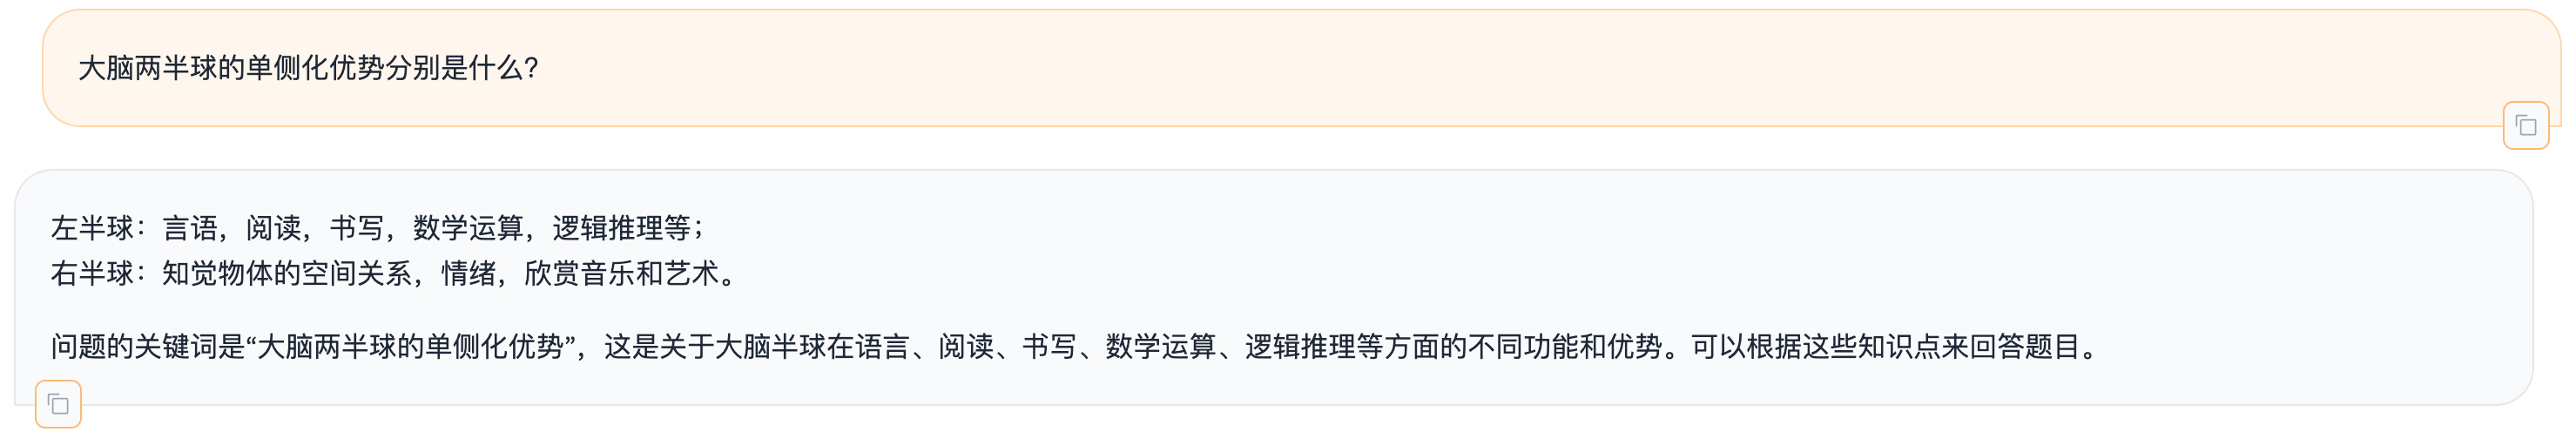 大脑两半球的单侧化优势分别是什么?
左半球：言语，阅读，书写，数学运算，逻辑推理等；
右半球：知觉物体的空间关系，情绪，欣赏音乐和艺术。
问题的关键词是“大脑两半球的单侧化优势”，这是关于大脑半球在语言、阅读、书写、数学运算、逻辑推理等方面的不同功能和优势。可以根据这些知识点来回答题目。